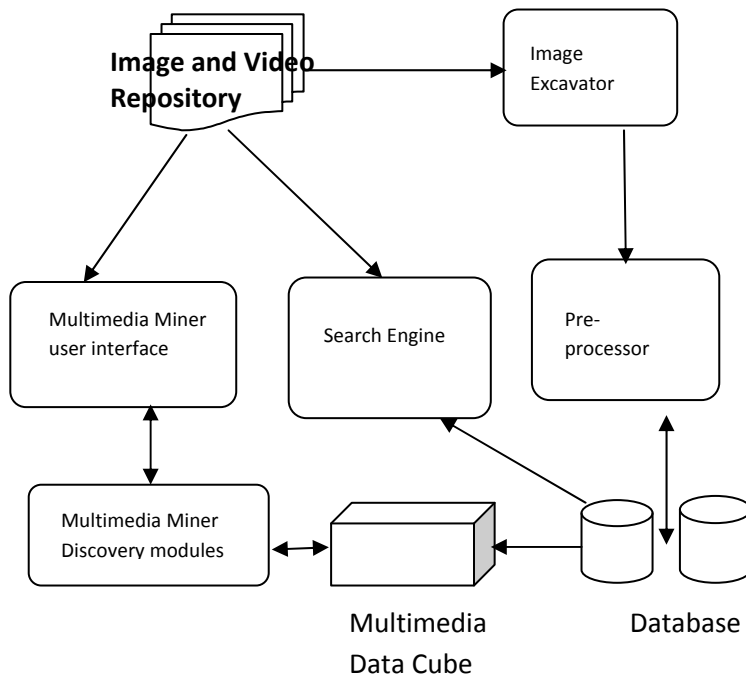 Image and Video
Repository
Image
Excavator
Multimedia Miner
user interface
Search Engine
Pre-
processor
Multimedia Miner
Discovery modules
Multimedia
Data Cube
Database